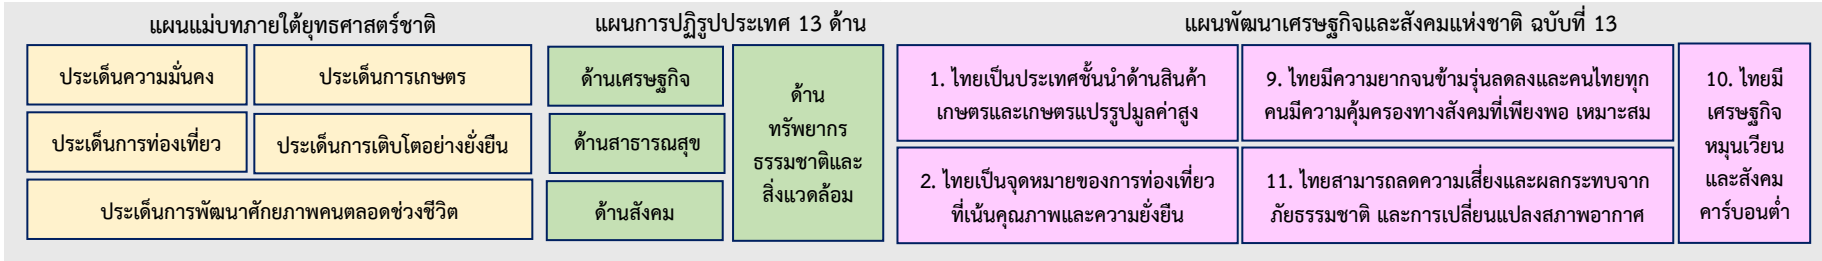 แผนแม่บทภายใต้ยุทธศาสตร์ชาติ
ประเด็นความมั่นคง
ประเด็นการเกษตร
ประเด็นการท่องเที่ยว
ประเด็นการเติบโตอย่างยั่งยืน
ประเด็นการพัฒนาศักยภาพคนตลอดช่วงชีวิต
แผนการปฏิรูปประเทศ 13 ด้าน
ด้านเศรษฐกิจ
ด้านสาธารณสุข
ด้านสังคม
ด้าน
ทรัพยากร
ธรรมชาติและ
สิ่งแวดล้อม
แผนพัฒนาเศรษฐกิจและสังคมแห่งชาติ ฉบับที่ 13
1. ไทยเป็นประเทศชั้นนำด้านสินค้า
เกษตรและเกษตรแปรรูปมูลค่าสูง
9. ไทยมีความยากจนข้ามรุ่นลดลงและคนไทยทุก
คนมีความคุ้มครองทางสังคมที่เพียงพอ เหมาะสม
2. ไทยเป็นจุดหมายของการท่องเที่ยว
ที่เน้นคุณภาพและความยั่งยืน
11. ไทยสามารถลดความเสี่ยงและผลกระทบจาก
ภัยธรรมชาติ และการเปลี่ยนแปลงสภาพอากาศ
10. ไทยมี
เศรษฐกิจ
หมุนเวียน
และสังคม
คาร์บอนต่ำ